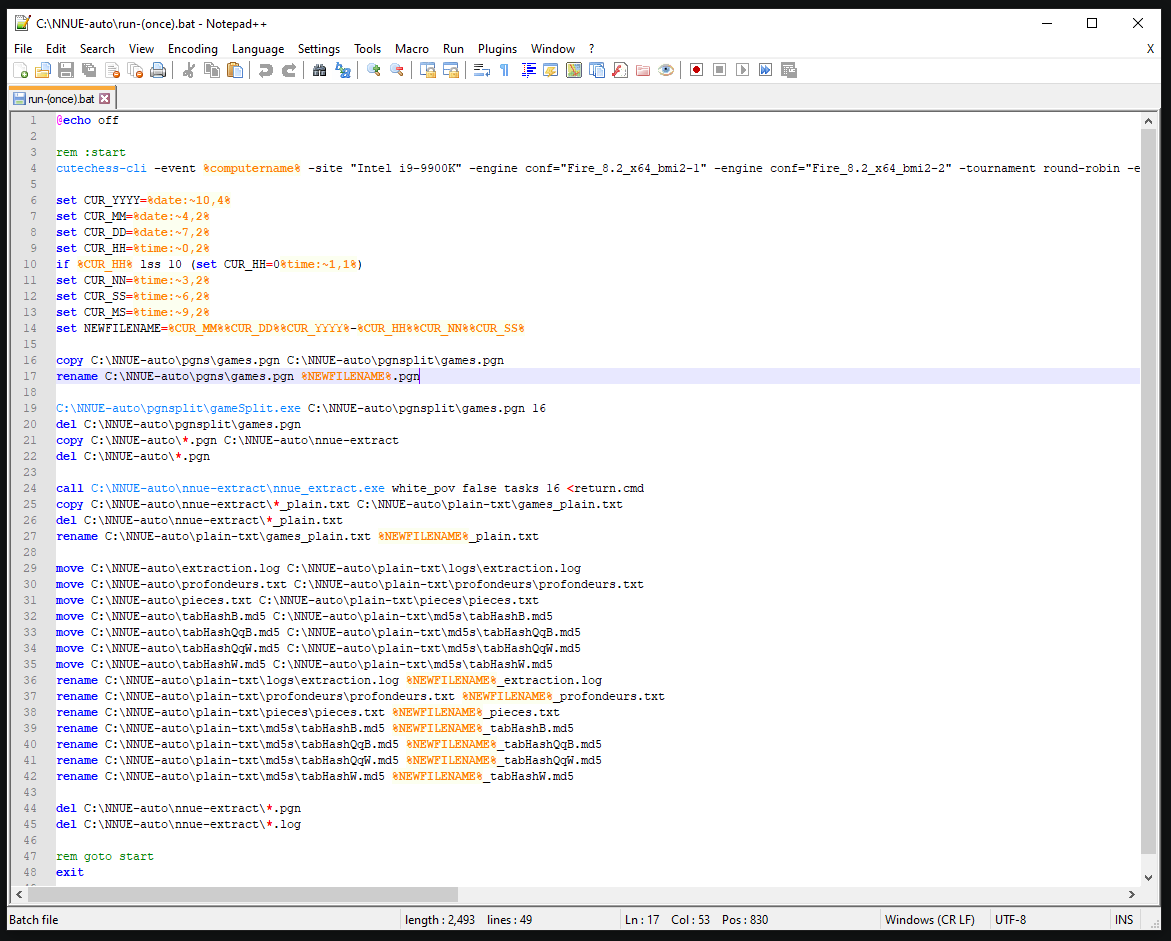 C:\NNUE-auto\run-(once).bat - Notepad++
File Edit Search View Encoding Language Settings Tools Macro Run Plugins Window ? X
run-(once).bat
1 @echo off
2
3 rem :start
4 cutechess-cli -event %computername% -site "Intel i9-9900K" -engine conf="Fire_8.2_x64_bmi2-1" -engine conf="Fire_8.2_x64_bmi2-2" -tournament round-robin -e
5
6 set CUR_YYYY=%date:~10,4%
7 set CUR_MM=%date:~4,2%
8 set CUR_DD=%date:~7,2%
9 set CUR_HH=%time:~0,2%
10 if %CUR_HH% lss 10 (set CUR_HH=0%time:~1,1%)
11 set CUR_NN=%time:~3,2%
12 set CUR_SS=%time:~6,2%
13 set CUR_MS=%time:~9,2%
14 set NEWFILENAME=%CUR_MM%%CUR_DD%%CUR_YYYY%-%CUR_HH%%CUR_NN%%CUR_SS%
15
16 copy C:\NNUE-auto\pgns\games.pgn C:\NNUE-auto\pgnsplit\games.pgn
17 rename C:\NNUE-auto\pgns\games.pgn %NEWFILENAME%.pgn
18
19 C:\NNUE-auto\pgnsplit\gameSplit.exe C:\NNUE-auto\pgnsplit\games.pgn 16
20 del C:\NNUE-auto\pgnsplit\games.pgn
21 copy C:\NNUE-auto\*.pgn C:\NNUE-auto\nnue-extract
22 del C:\NNUE-auto\*.pgn
23
24 call C:\NNUE-auto\nnue-extract\nnue_extract.exe white_pov false tasks 16 <return.cmd
25 copy C:\NNUE-auto\nnue-extract\*_plain.txt C:\NNUE-auto\plain-txt\games_plain.txt
26 del C:\NNUE-auto\nnue-extract\*_plain.txt
27 rename C:\NNUE-auto\plain-txt\games_plain.txt %NEWFILENAME%_plain.txt
28
29 move C:\NNUE-auto\extraction.log C:\NNUE-auto\plain-txt\logs\extraction.log
30 move C:\NNUE-auto\profondeurs.txt C:\NNUE-auto\plain-txt\profondeurs\profondeurs.txt
31 move C:\NNUE-auto\pieces.txt C:\NNUE-auto\plain-txt\pieces\pieces.txt
32 move C:\NNUE-auto\tabHashB.md5 C:\NNUE-auto\plain-txt\md5s\tabHashB.md5
33 move C:\NNUE-auto\tabHashQqB.md5 C:\NNUE-auto\plain-txt\md5s\tabHashQqB.md5
34 move C:\NNUE-auto\tabHashQqW.md5 C:\NNUE-auto\plain-txt\md5s\tabHashQqW.md5
35 move C:\NNUE-auto\tabHashW.md5 C:\NNUE-auto\plain-txt\md5s\tabHashW.md5
36 rename C:\NNUE-auto\plain-txt\logs\extraction.log %NEWFILENAME%_extraction.log
37 rename C:\NNUE-auto\plain-txt\profondeurs\profondeurs.txt %NEWFILENAME%_profondeurs.txt
38 rename C:\NNUE-auto\plain-txt\pieces\pieces.txt %NEWFILENAME%_pieces.txt
39 rename C:\NNUE-auto\plain-txt\md5s\tabHashB.md5 %NEWFILENAME%_tabHashB.md5
40 rename C:\NNUE-auto\plain-txt\md5s\tabHashQqB.md5 %NEWFILENAME%_tabHashQqB.md5
41 rename C:\NNUE-auto\plain-txt\md5s\tabHashQqW.md5 %NEWFILENAME%_tabHashQqW.md5
42 rename C:\NNUE-auto\plain-txt\md5s\tabHashW.md5 %NEWFILENAME%_tabHashW.md5
43
44 del C:\NNUE-auto\nnue-extract\*.pgn
45 del C:\NNUE-auto\nnue-extract\*.log
46
47 rem goto start
48 exit
Batch file length : 2,493 lines : 49 Ln : 17 Col : 53 Pos : 830 Windows (CR LF) UTF-8 INS